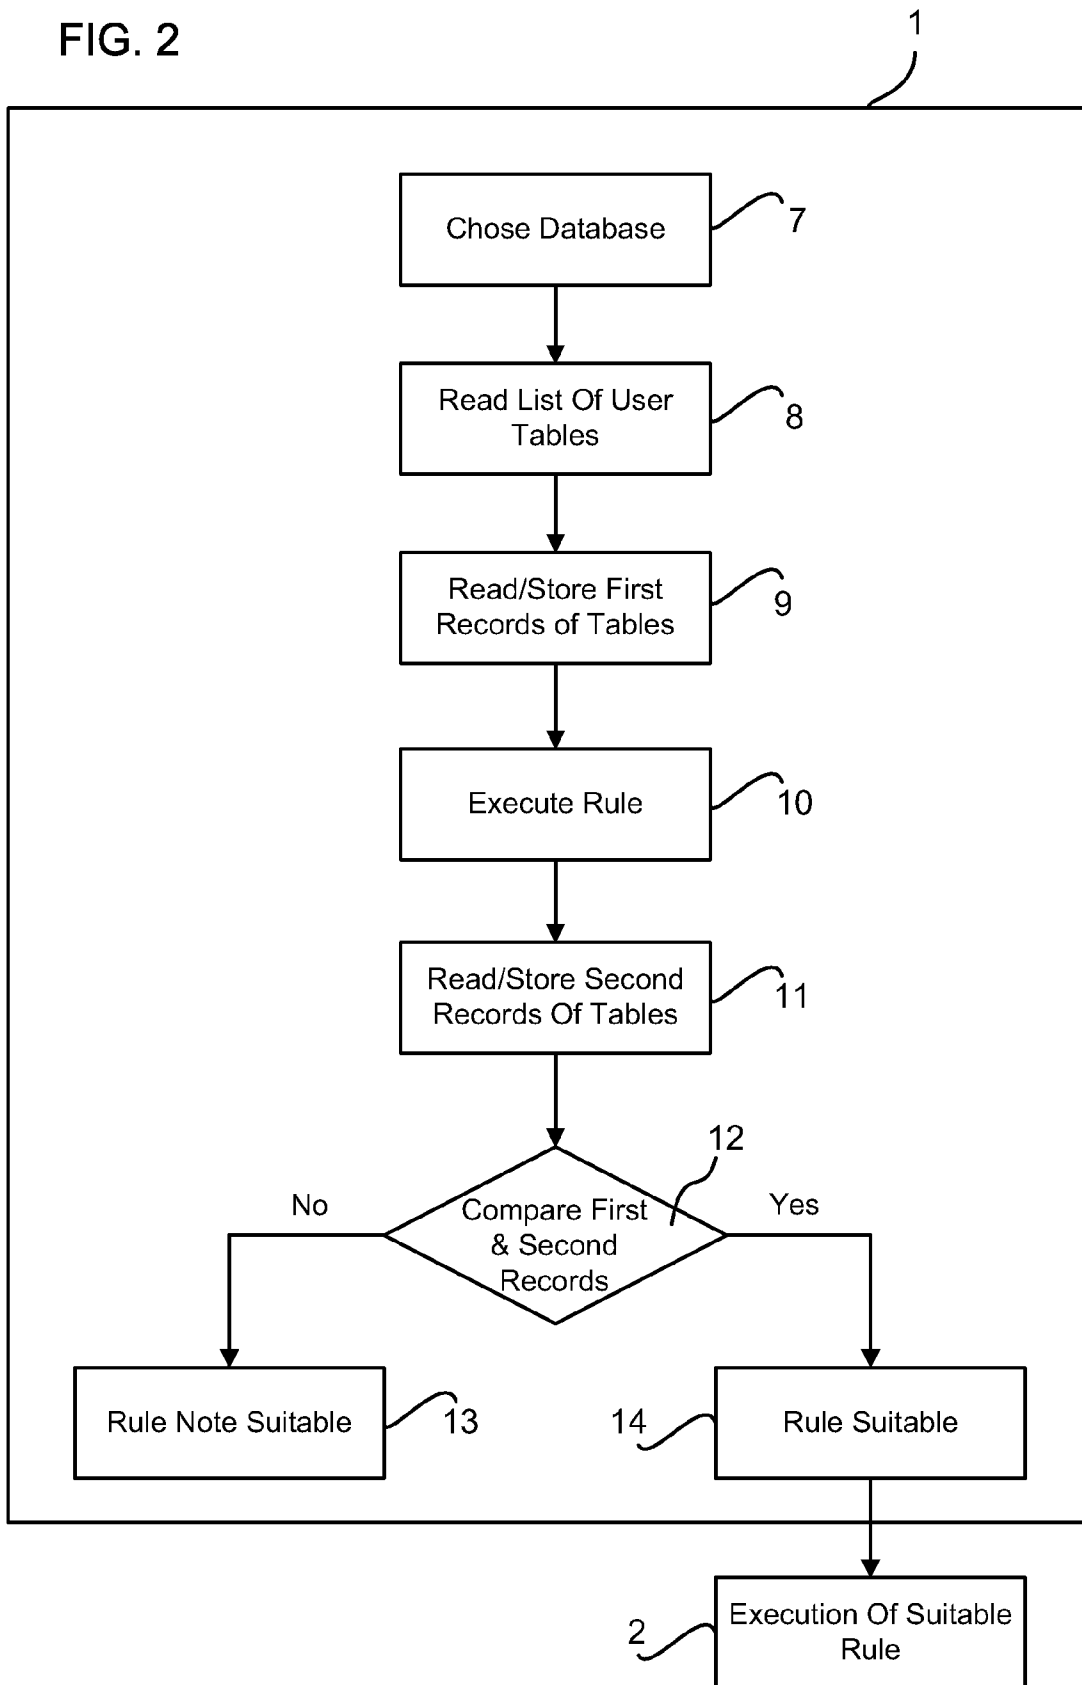 FIG. 2
1
Chose Database
7
Read List Of User
Tables
8
Read/Store First
Records of Tables
9
Execute Rule
10
Read/Store Second
Records Of Tables
11
12
No
Yes
Compare First
& Second
Records
Rule Note Suitable
13
14
Rule Suitable
2
Execution Of Suitable
Rule